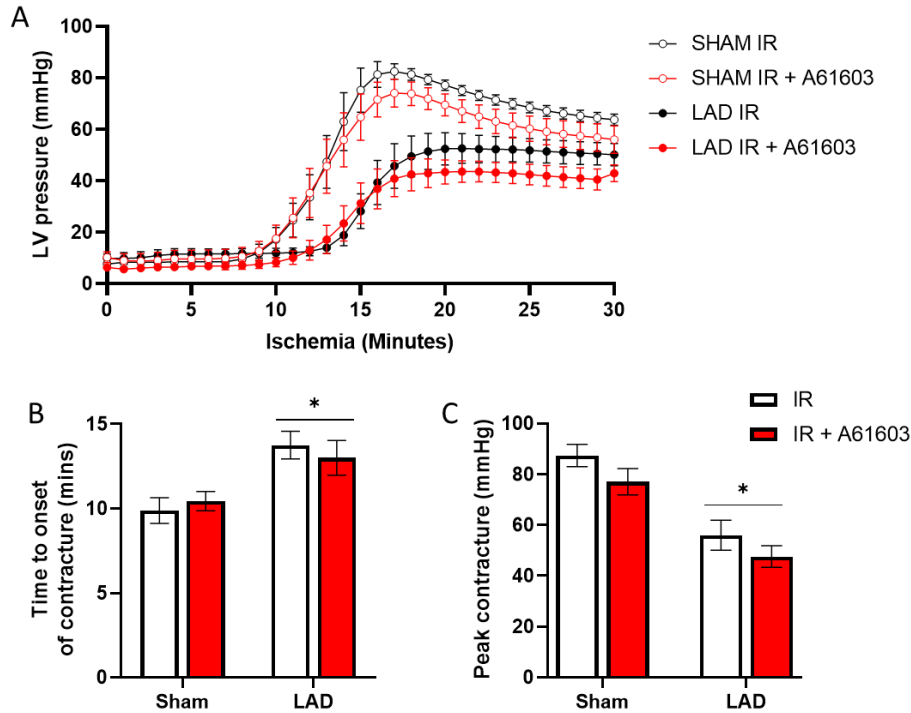 A
LV pressure (mmHg)
100
80
60
40
20
0
0 5 10 15 20 25 30
Ischemia (Minutes)
SHAM IR
SHAM IR + A61603
LAD IR
LAD IR + A61603
B
Time to onset
of contracture (mins)
15
10
5
0
*
Sham LAD
C
Peak contracture (mmHg)
100
80
60
40
20
0
*
Sham LAD
IR
IR + A61603